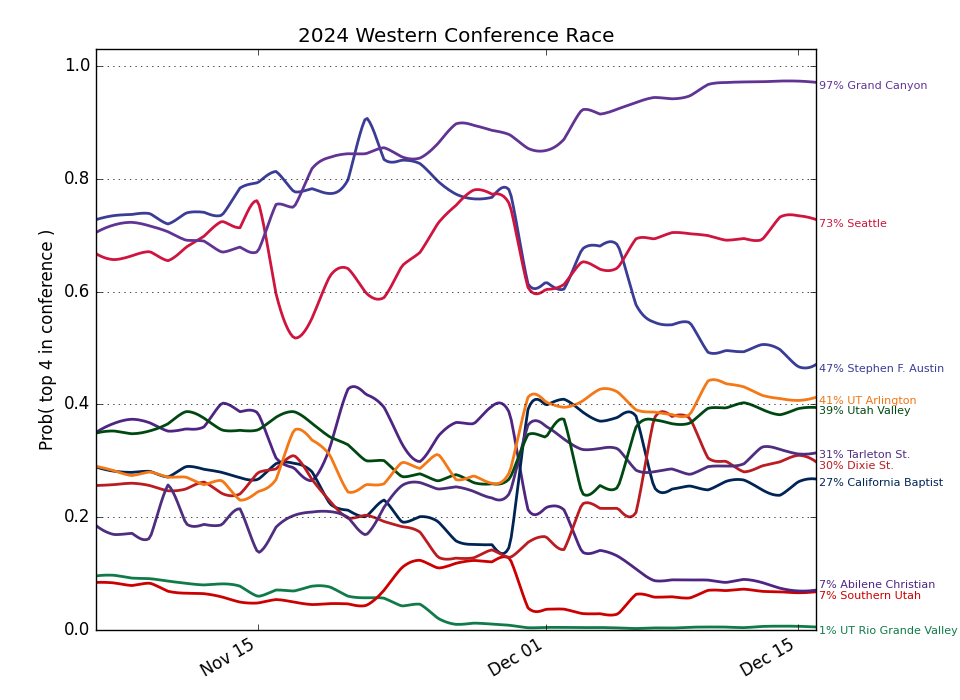 2024 Western Conference Race
Prob( top 4 in conference )
1.0
0.8
0.6
0.4
0.2
0.0
Nov 15
Dec 01
Dec 15
97% Grand Canyon
73% Seattle
47% Stephen F. Austin
41% UT Arlington
39% Utah Valley
31% Tarleton St.
30% Dixie St.
27% California Baptist
7% Abilene Christian
7% Southern Utah
1% UT Rio Grande Valley